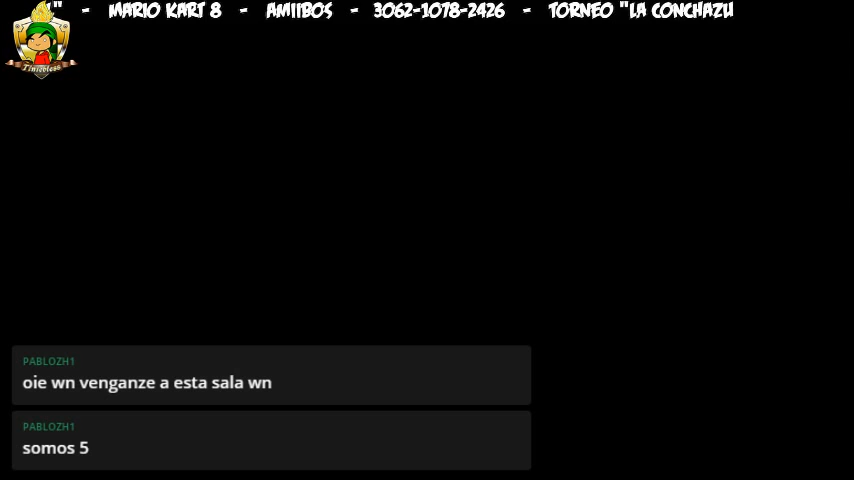 " - MARIO KART 8 - AMIIBOS - 3062-1078-2426 - TORNEO "LA CONCHAZU
Tiniebless
PABLOZH1
oie wn venganze a esta sala wn
PABLOZH1
somos 5